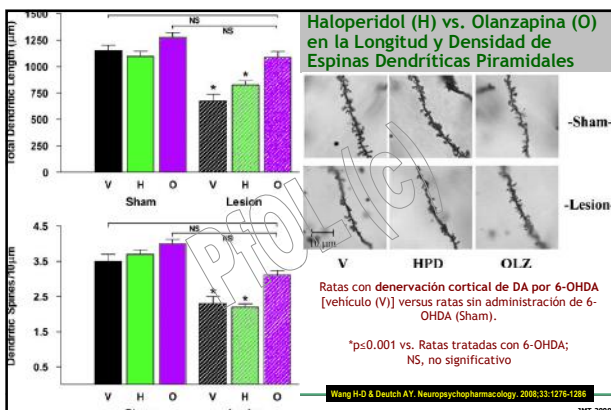 Haloperidol (H) vs. Olanzapina (O)
en la Longitud y Densidad de
Espinas Dendríticas Piramidales
NS
NS
Total Dendritic Length (µm)
1500
1250
1000
750
500
250
0
* *
V H O V H O
Sham Lesion
NS
NS
Dendritic Spines/10µm
4.5
3.5
2.5
1.5
0.5
* *
V H O V H O
-Sham-
-Lesion-
10 µm
V HPD OLZ
Ratas con denervación cortical de DA por 6-OHDA
[vehículo (V)] versus ratas sin administración de 6-
OHDA (Sham).
*p≤0.001 vs. Ratas tratadas con 6-OHDA;
NS, no significativo
Wang H-D & Deutch AY. Neuropsychopharmacology. 2008;33:1276-1286